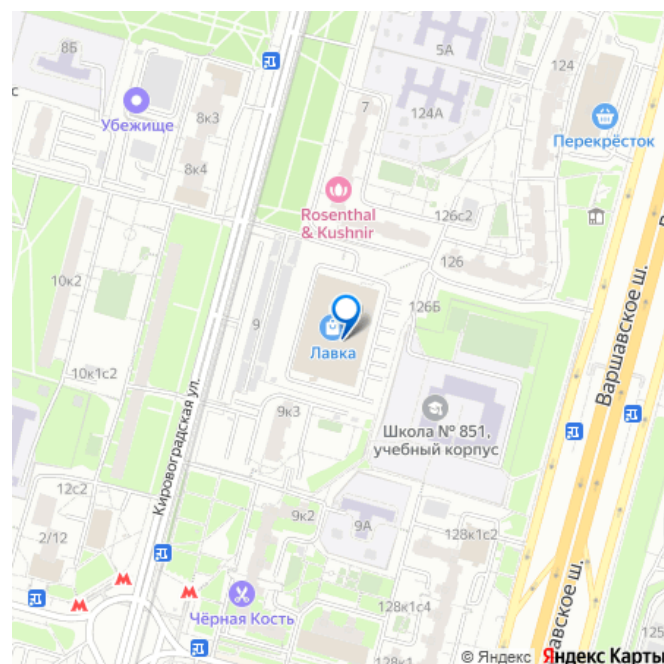 8Б
5А
124
Убежище
с
8к3
7
124А
Перекрёсток
8к4
Rosenthal
& Kushnir
126с2
126
10к2
126Б
9
Лавка
Варшавское ш.
10к1с2
Кировоградская ул.
9к3
Школа № 851,
учебный корпус
12с2
9к2
9А
2/12
128к1с2
Чёрная Кость
128к1с4
авское ш.
125
© Яндекс Яндекс Карты